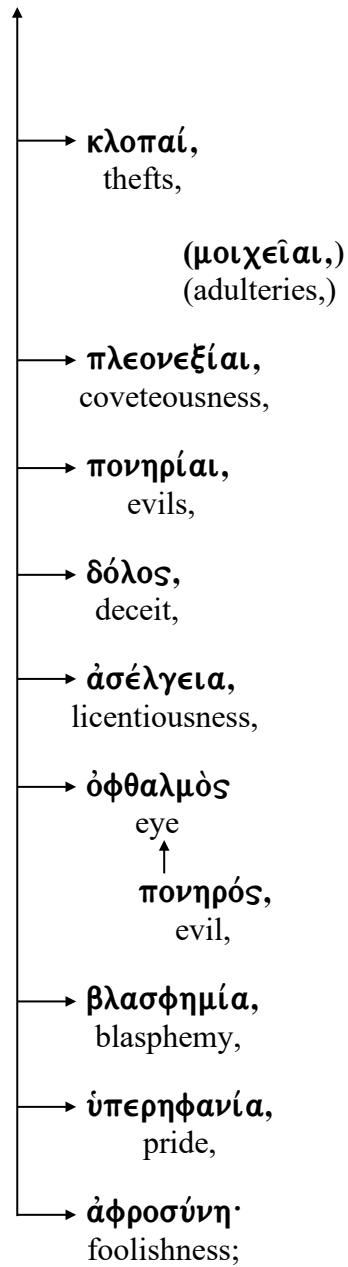 κλοπαί,
thefts,
(μοιχεῖαι,)
(adulteries,)
πλεονεξίαι,
coveteousness,
πονηρίαι,
evils,
δόλος,
deceit,
ἀσέλγεια,
licentiousness,
ὀφθαλμὸς
eye
πονηρός,
evil,
βλασφημία,
blasphemy,
ὑπερηφανία,
pride,
ἀφροσύνη·
foolishness;